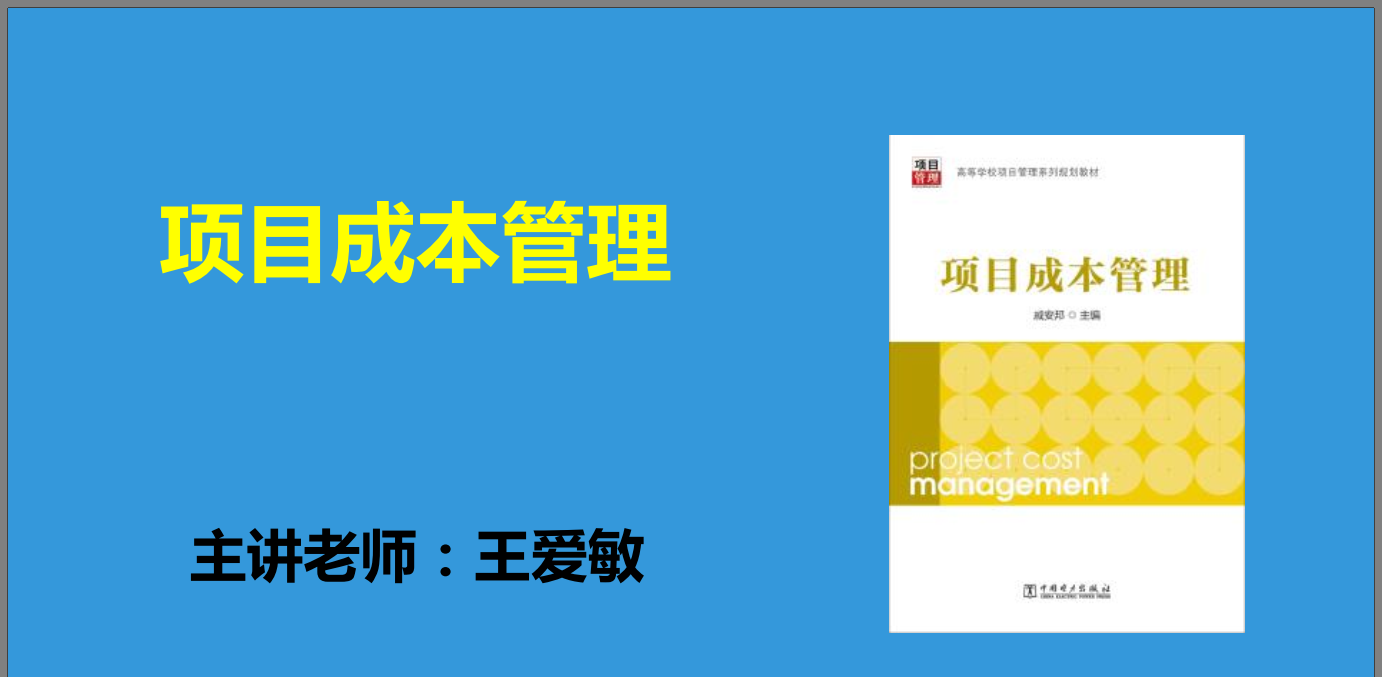 项目成本管理
主讲老师：王爱敏
项目
管理
高等学校项目管理系列规划教材
项目成本管理
戚安邦 ◎ 主编
project cost
management
中国电力出版社
CHINA ELECTRIC POWER PRESS